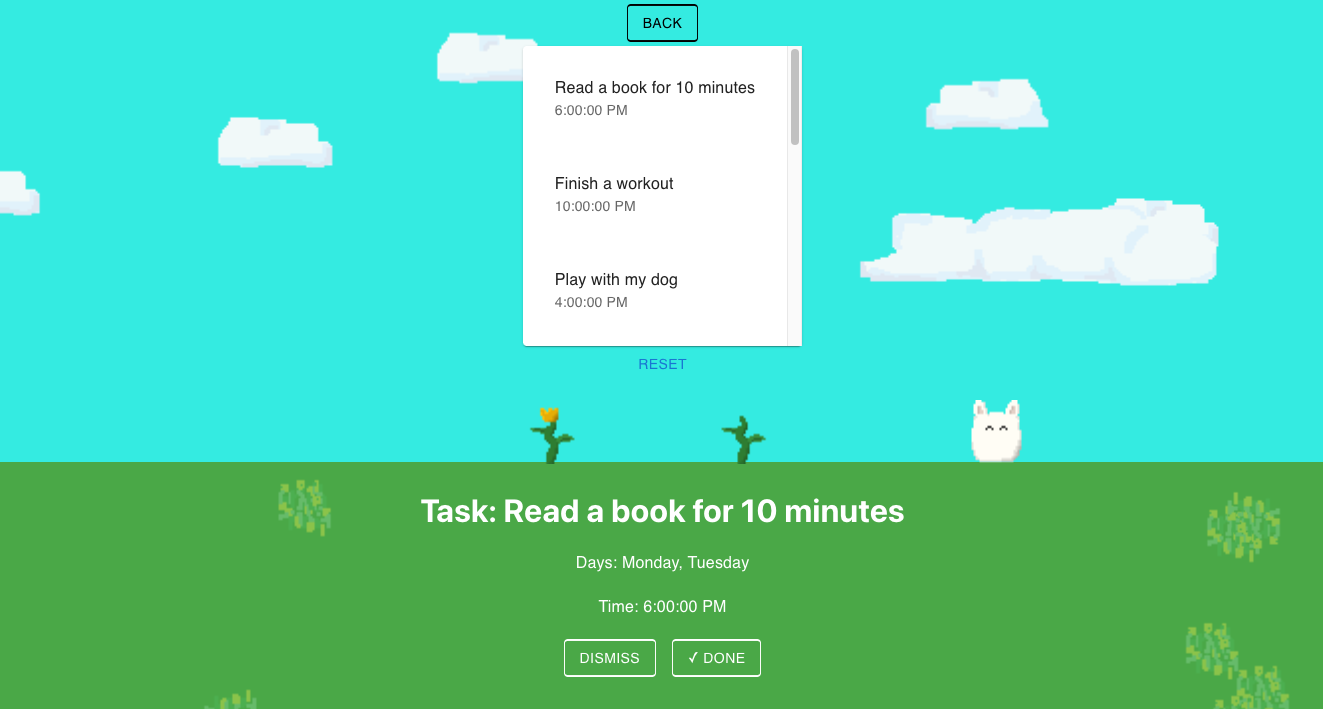 BACK
Read a book for 10 minutes
6:00:00 PM
Finish a workout
10:00:00 PM
Play with my dog
4:00:00 PM
RESET
Task: Read a book for 10 minutes
Days: Monday, Tuesday
Time: 6:00:00 PM
DISMISS
✓ DONE